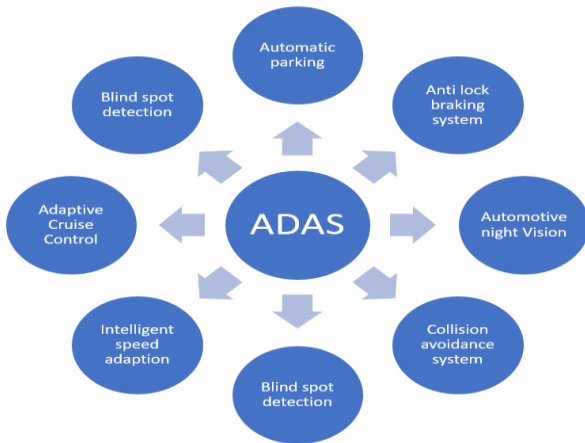 Automatic
parking
Blind spot
detection
Anti lock
braking
system
ADAS
Adaptive
Cruise
Control
Automotive
night Vision
Intelligent
speed
adaption
Collision
avoidance
system
Blind spot
detection